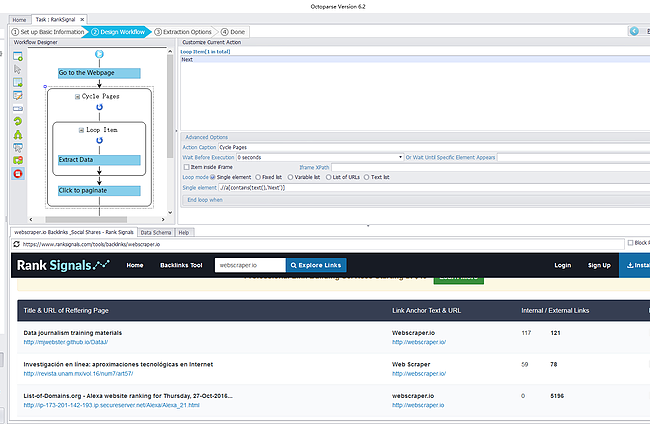 Octoparse Version 6.2
Home Task : RankSignal
1 Set up Basic Information 2 Design Workflow 3 Extraction Options 4 Done
Workflow Designer
Customize Current Action
Go to the Webpage
Cycle Pages
Loop Item
Extract Data
Click to paginate
Loop Item[1 in total]
Next
Advanced Options
Action Caption Cycle Pages
Wait Before Execution 0 seconds Or Wait Until Specific Element Appears
Item inside iFrame Iframe XPath
Loop mode Single element Fixed list Variable list List of URLs Text list
Single element .//a[contains(text(),'Next')]
End loop when
webscraper.io Backlinks _Social Shares - Rank Signals Data Schema Help
https://www.ranksignals.com/tools/backlinks/webscraper.io
Rank Signals Home Backlinks Tool webscraper.io Explore Links Login Sign Up
Title & URL of Reffering Page Link Anchor Text & URL Internal / External Links
Data journalism training materials Webscraper.io 117 121
http://mjwebster.github.io/DataJ/ http://webscraper.io/
Investigación en línea: aproximaciones tecnológicas en Internet Web Scraper 59 78
http://revista.unam.mx/vol.16/num7/art57/ http://webscraper.io/
List-of-Domains.org - Alexa website ranking for Thursday, 27-Oct-2016... webscraper.io 0 5196
http://ip-173-201-142-193.ip.secureserver.net/Alexa/Alexa_21.html http://webscraper.io/